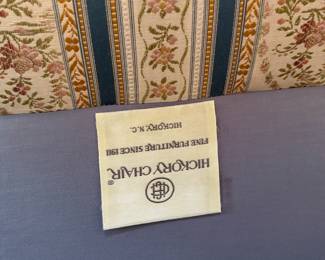 HICKORY CHAIR®
FINE FURNITURE SINCE 1911
HICKORY, N.C.